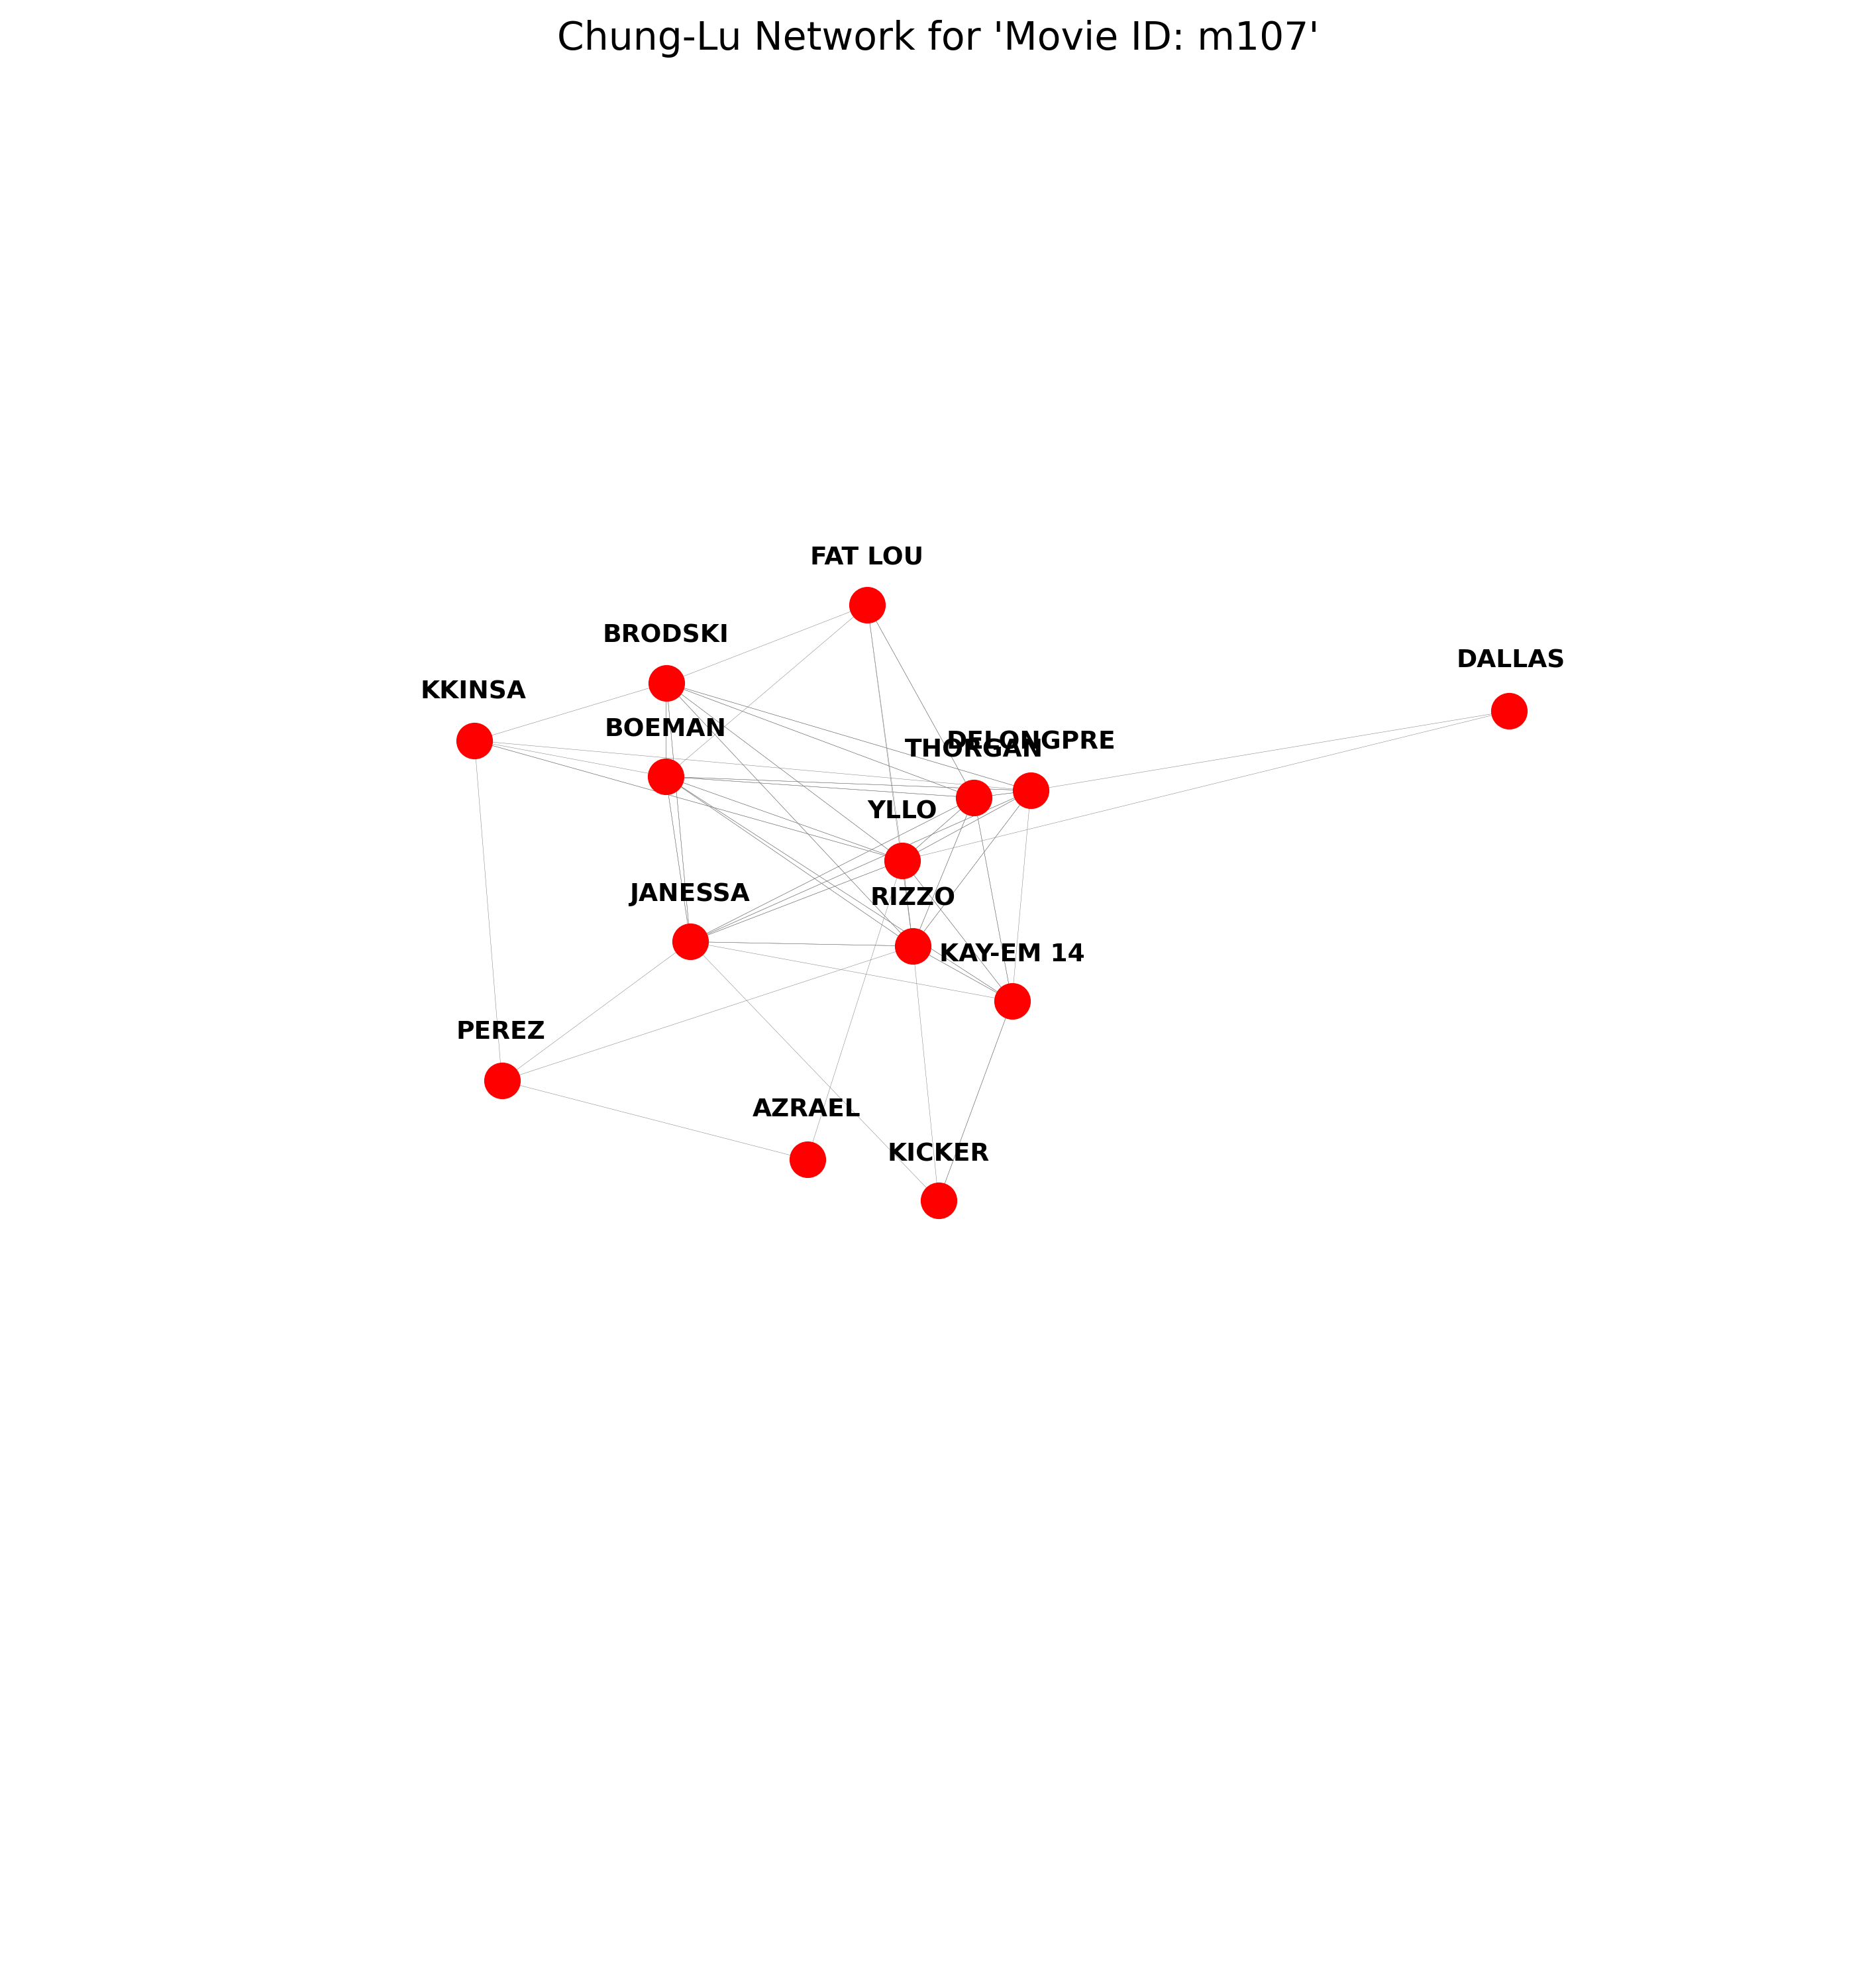 Chung-Lu Network for 'Movie ID: m107'
FAT LOU
BRODSKI
DALLAS
KKINSA
BOEMAN
DELONGPRE
THORGAN
YLLO
JANESSA
RIZZO
KAY-EM 14
PEREZ
AZRAEL
KICKER